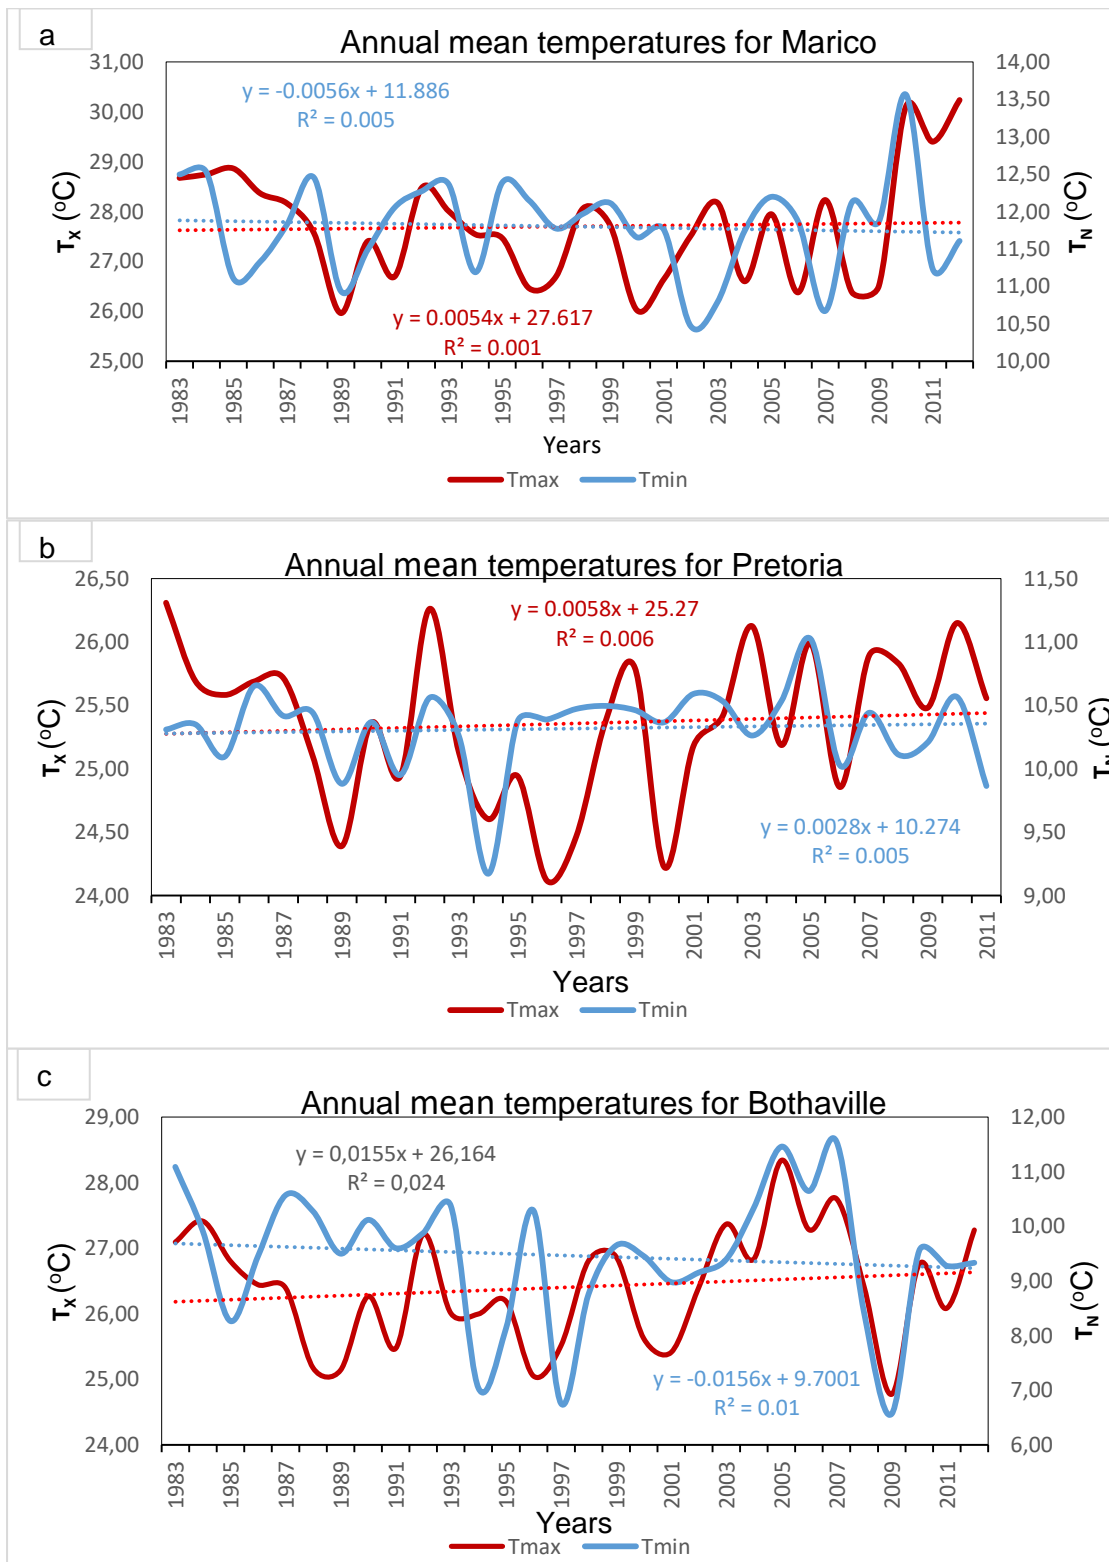 a
Annual mean temperatures for Marico
31,00
30,00
29,00
28,00
27,00
26,00
25,00
14,00
13,50
13,00
12,50
12,00
11,50
11,00
10,50
10,00
Tx (oC)
TN (oC)
y = -0.0056x + 11.886
R² = 0.005
y = 0.0054x + 27.617
R² = 0.001
1983
1985
1987
1989
1991
1993
1995
1997
1999
2001
2003
2005
2007
2009
2011
Years
Tmax
Tmin
b
Annual mean temperatures for Pretoria
26,50
26,00
25,50
25,00
24,50
24,00
11,50
11,00
10,50
10,00
9,50
9,00
Tx (oC)
TN (oC)
y = 0.0058x + 25.27
R² = 0.006
y = 0.0028x + 10.274
R² = 0.005
1983
1985
1987
1989
1991
1993
1995
1997
1999
2001
2003
2005
2007
2009
2011
Years
Tmax
Tmin
c
Annual mean temperatures for Bothaville
29,00
28,00
27,00
26,00
25,00
24,00
12,00
11,00
10,00
9,00
8,00
7,00
6,00
Tx (oC)
TN (oC)
y = 0,0155x + 26,164
R² = 0,024
y = -0.0156x + 9.7001
R² = 0.01
1983
1985
1987
1989
1991
1993
1995
1997
1999
2001
2003
2005
2007
2009
2011
Years
Tmax
Tmin